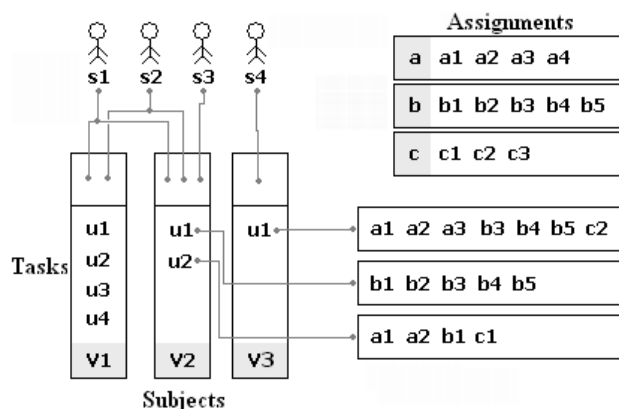 Assignments
a a1 a2 a3 a4
b b1 b2 b3 b4 b5
c c1 c2 c3
s1 s2 s3 s4
Tasks
u1
u2
u3
u4
V1
u1
u2
V2
u1
V3
Subjects
a1 a2 a3 b3 b4 b5 c2
b1 b2 b3 b4 b5
a1 a2 b1 c1